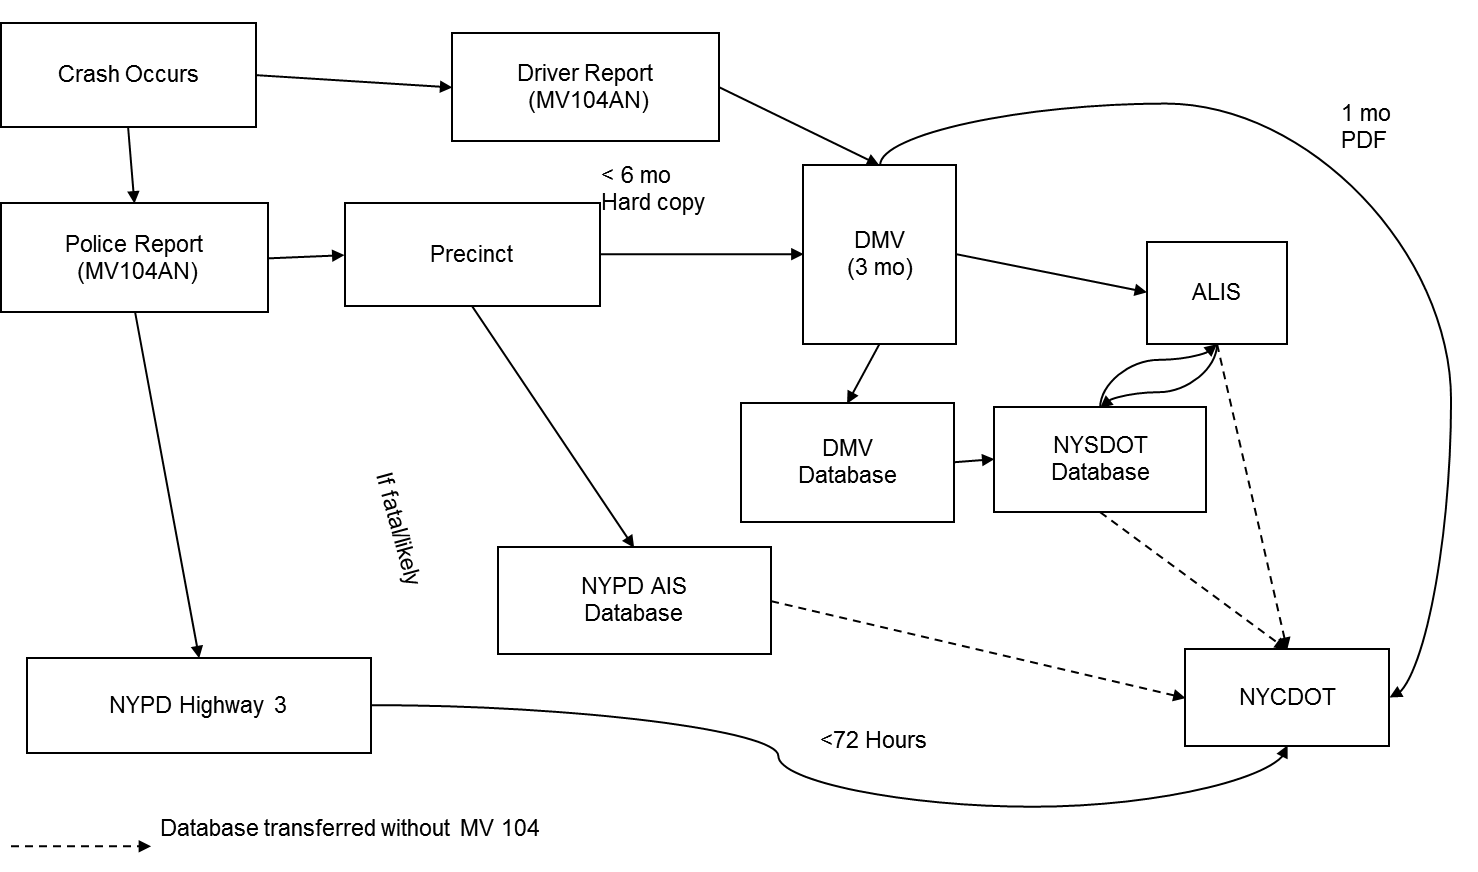 Crash Occurs
Driver Report
(MV104AN)
1 mo
PDF
< 6 mo
Hard copy
Police Report
(MV104AN)
Precinct
DMV
(3 mo)
ALIS
DMV
Database
NYSDOT
Database
If fatal/likely
NYPD AIS
Database
NYPD Highway 3
NYCDOT
<72 Hours
Database transferred without MV 104